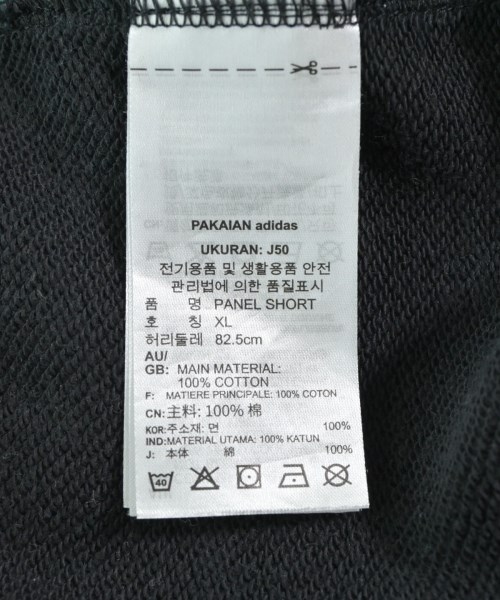 PAKAIAN adidas
UKURAN: J50
전기용품 및 생활용품 안전
관리법에 의한 품질표시
품 명 PANEL SHORT
호 칭 XL
허리둘레 82.5cm
AU/
GB: MAIN MATERIAL:
100% COTTON
F: MATIERE PRINCIPALE: 100% COTON
CN: 主料: 100% 棉
KOR:주소재: 면 100%
IND:MATERIAL UTAMA: 100% KATUN
J: 本体 綿 100%
40